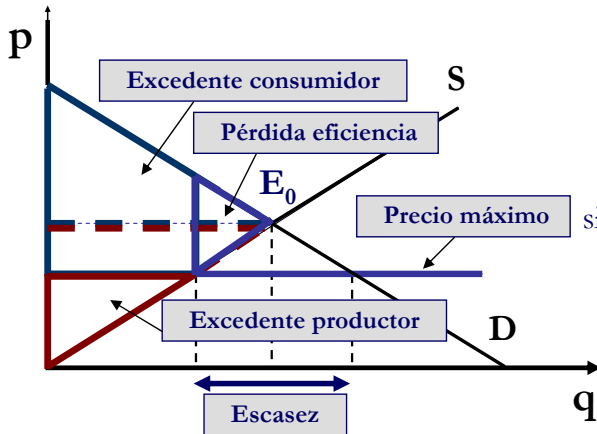 p
Excedente consumidor
S
Pérdida eficiencia
E0
Precio máximo
Excedente productor
D
q
Escasez